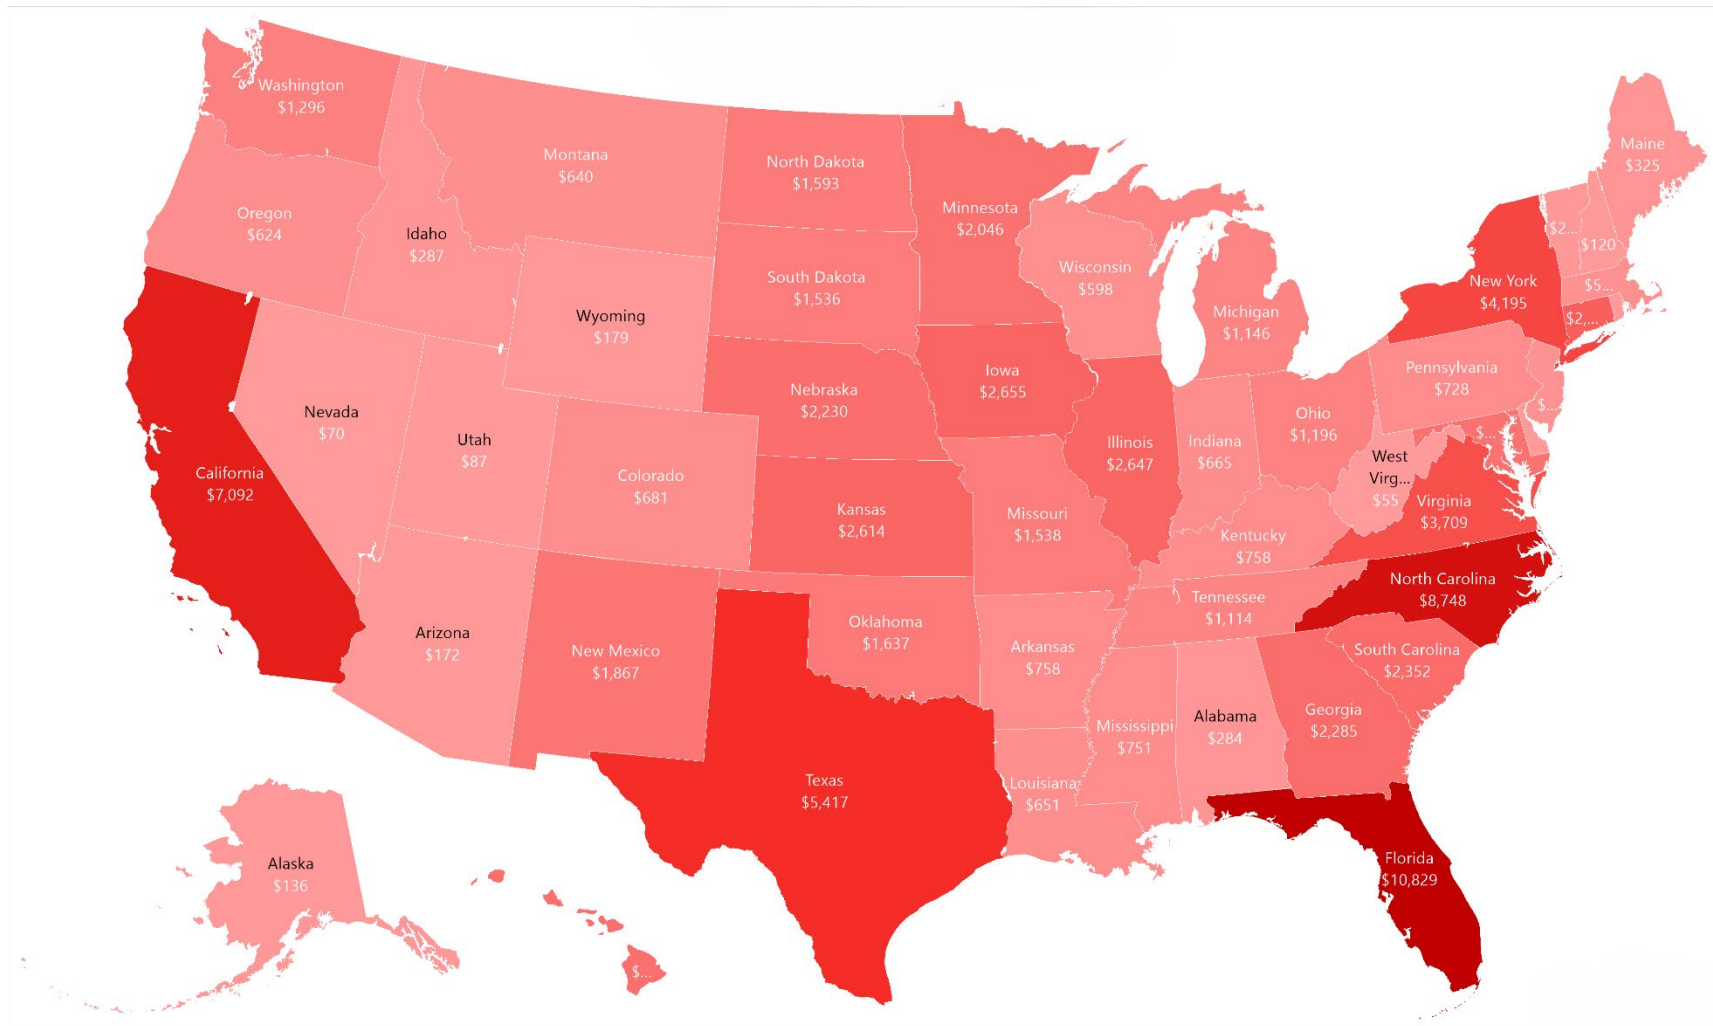 Washington
$1,296
Montana
$640
North Dakota
$1,593
Minnesota
$2,046
Maine
$325
Oregon
$624
Idaho
$287
South Dakota
$1,536
Wisconsin
$598
Michigan
$1,146
New York
$4,195
$2...
$120
$5...
$2,...
Wyoming
$179
Nebraska
$2,230
Iowa
$2,655
Pennsylvania
$728
$...
Nevada
$70
Utah
$87
Colorado
$681
Illinois
$2,647
Indiana
$665
Ohio
$1,196
$...
West
Virg...
$55
California
$7,092
Kansas
$2,614
Missouri
$1,538
Kentucky
$758
Virginia
$3,709
North Carolina
$8,748
Tennessee
$1,114
Arizona
$172
New Mexico
$1,867
Oklahoma
$1,637
Arkansas
$758
South Carolina
$2,352
Mississippi
$751
Alabama
$284
Georgia
$2,285
Texas
$5,417
Louisiana
$651
Florida
$10,829
Alaska
$136
$...